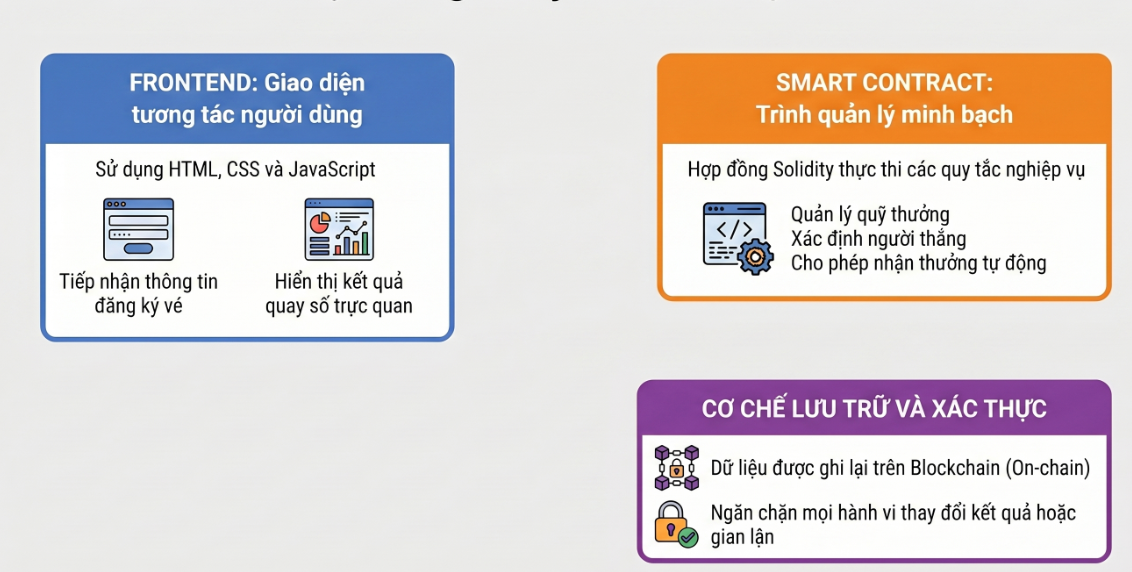 FRONTEND: Giao diện
tương tác người dùng
Sử dụng HTML, CSS và JavaScript
Tiếp nhận thông tin
đăng ký vé
Hiển thị kết quả
quay số trực quan
SMART CONTRACT:
Trình quản lý minh bạch
Hợp đồng Solidity thực thi các quy tắc nghiệp vụ
</>
Quản lý quỹ thưởng
Xác định người thắng
Cho phép nhận thưởng tự động
CƠ CHẾ LƯU TRỮ VÀ XÁC THỰC
Dữ liệu được ghi lại trên Blockchain (On-chain)
Ngăn chặn mọi hành vi thay đổi kết quả hoặc
gian lận